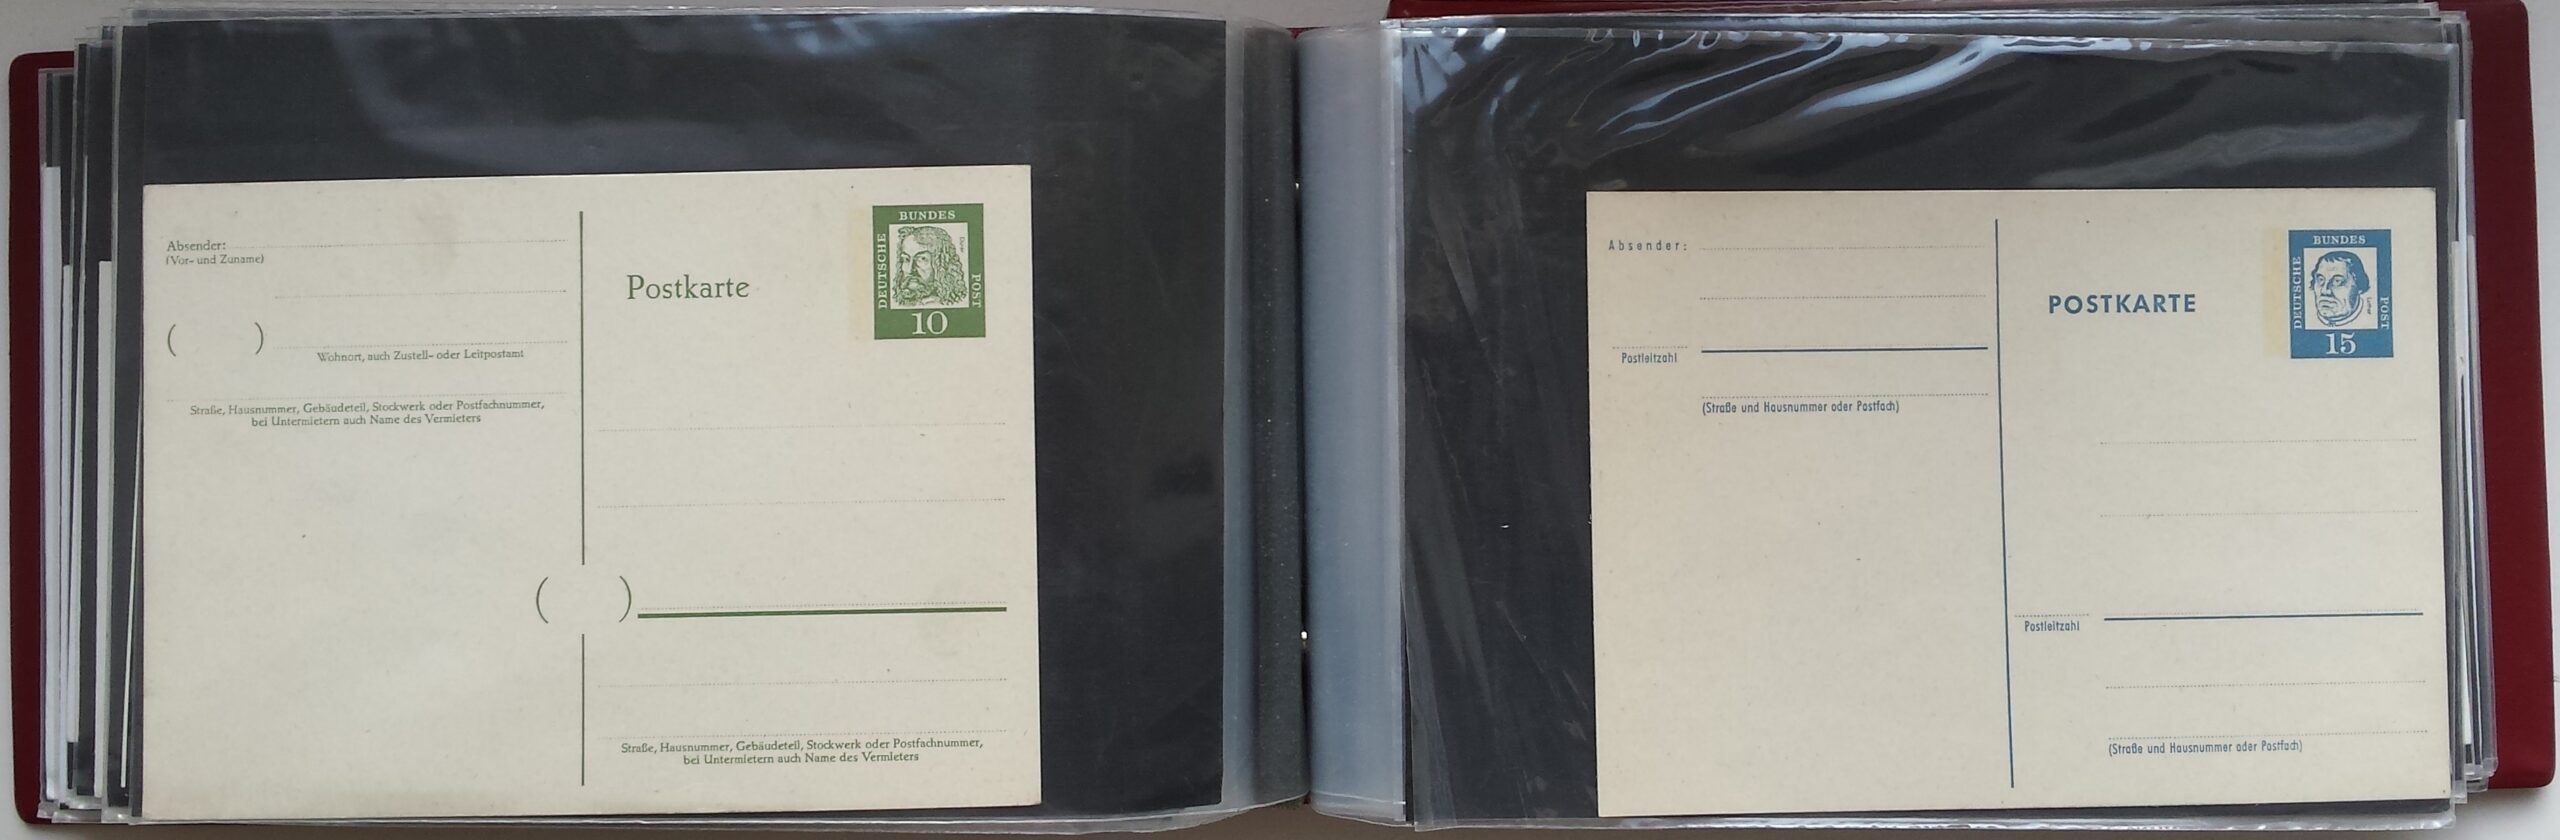 Absender:
(Vor- und Zuname)
(          )
Wohnort, auch Zustell- oder Leitpostamt
Straße, Hausnummer, Gebäudeteil, Stockwerk oder Postfachnummer,
bei Untermietern auch Name des Vermieters
Postkarte
DEUTSCHE
BUNDES
POST
Dürer
10
(          )
Straße, Hausnummer, Gebäudeteil, Stockwerk oder Postfachnummer,
bei Untermietern auch Name des Vermieters
Absender:
Postleitzahl
(Straße und Hausnummer oder Postfach)
POSTKARTE
DEUTSCHE
BUNDES
POST
Luther
15
Postleitzahl
(Straße und Hausnummer oder Postfach)